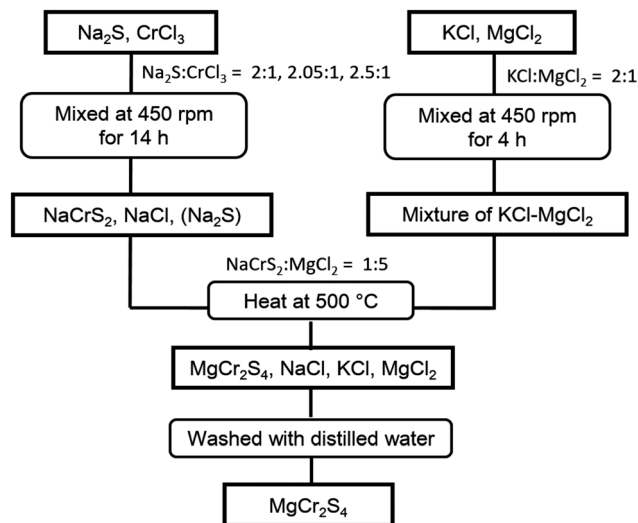 Na₂S, CrCl₃
Na₂S:CrCl₃ = 2:1, 2.05:1, 2.5:1
Mixed at 450 rpm
for 14 h
NaCrS₂, NaCl, (Na₂S)
KCl, MgCl₂
KCl:MgCl₂ = 2:1
Mixed at 450 rpm
for 4 h
Mixture of KCl-MgCl₂
NaCrS₂:MgCl₂ = 1:5
Heat at 500 °C
MgCr₂S₄, NaCl, KCl, MgCl₂
Washed with distilled water
MgCr₂S₄